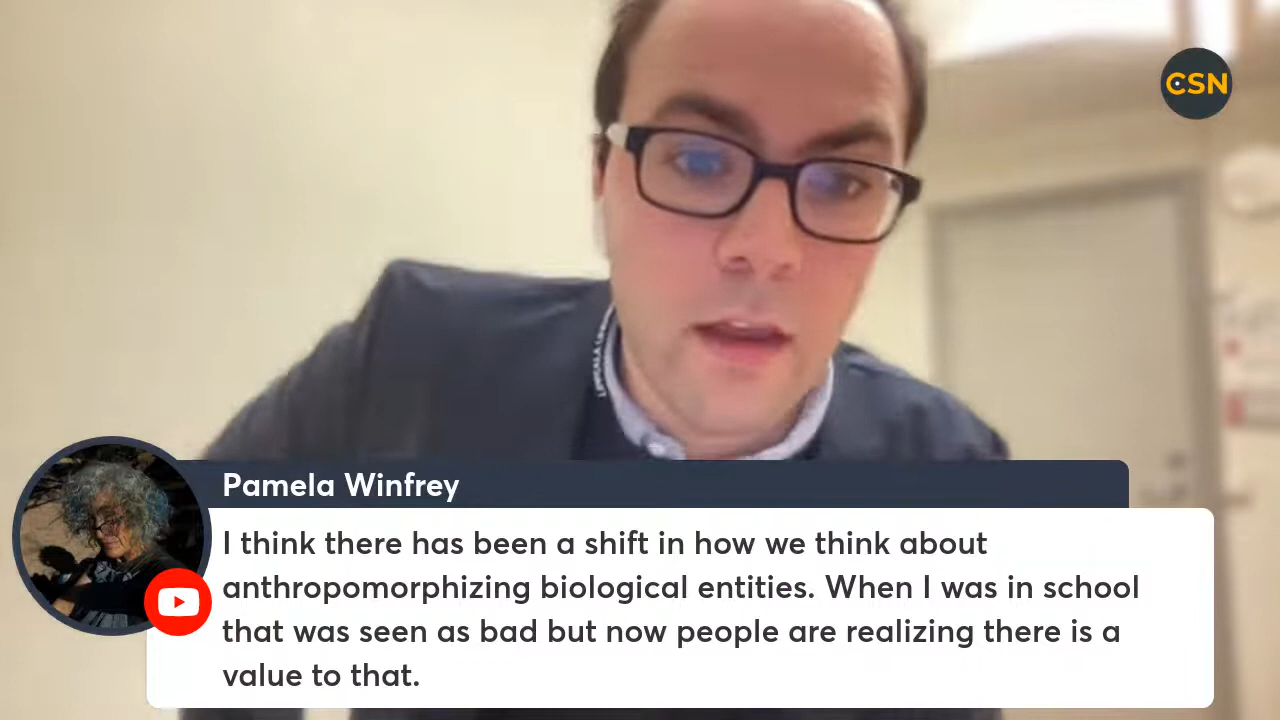 CSN
Pamela Winfrey
I think there has been a shift in how we think about
anthropomorphizing biological entities. When I was in school
that was seen as bad but now people are realizing there is a
value to that.